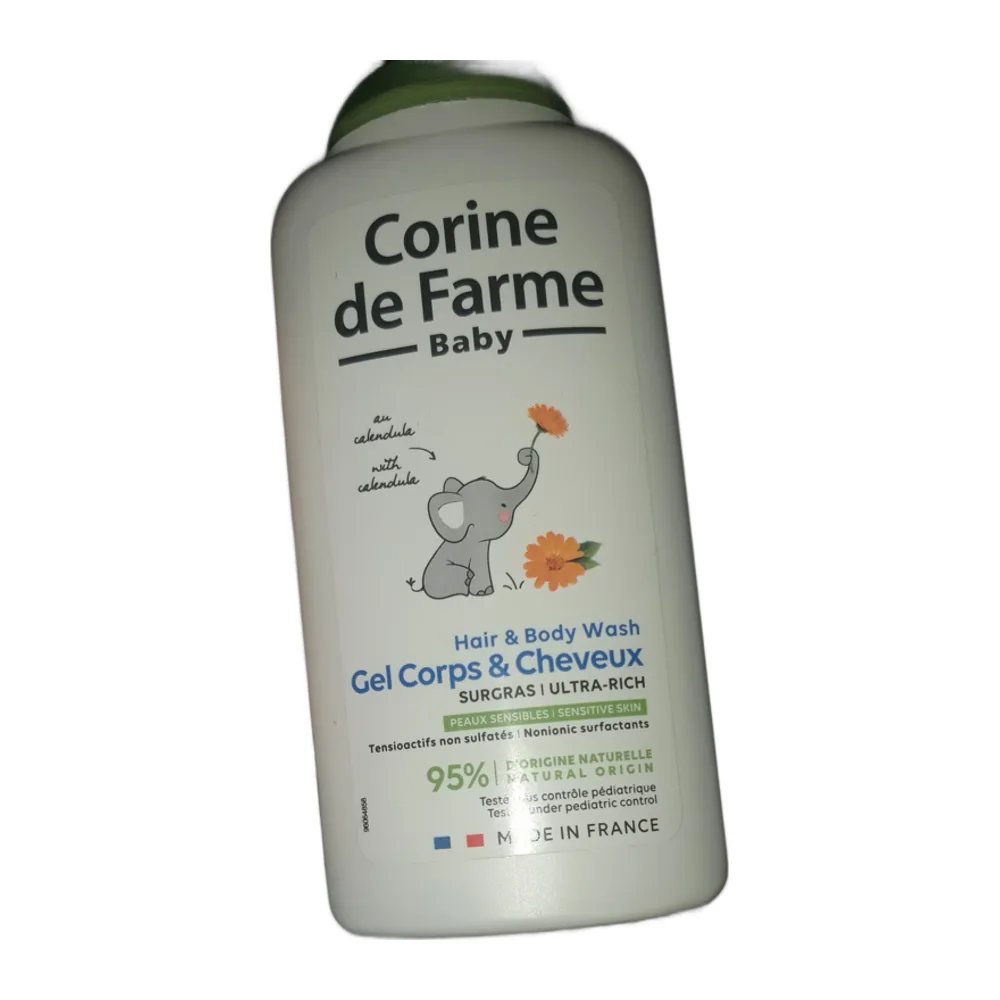 Corine
de Farme
Baby
au
calendula
with
calendula
Hair & Body Wash
Gel Corps & Cheveux
SURGRAS | ULTRA-RICH
PEAUX SENSIBLES | SENSITIVE SKIN
Tensioactifs non sulfatés | Nonionic surfactants
95% D'ORIGINE NATURELLE
NATURAL ORIGIN
contrôle pédiatrique
under pediatric control
IN FRANCE